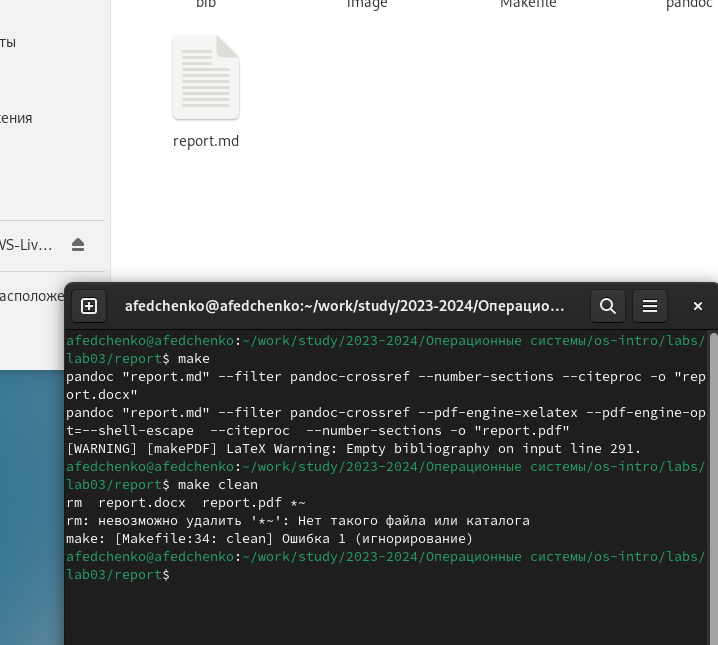 bib
image
Makefile
pandoc
ты
report.md
жения
WS-Liv…
асположе
afedchenko@afedchenko:~/work/study/2023-2024/Операцио…
afedchenko@afedchenko:~/work/study/2023-2024/Операционные системы/os-intro/labs/
lab03/report$ make
pandoc "report.md" --filter pandoc-crossref --number-sections --citeproc -o "rep
ort.docx"
pandoc "report.md" --filter pandoc-crossref --pdf-engine=xelatex --pdf-engine-op
t=--shell-escape  --citeproc  --number-sections -o "report.pdf"
[WARNING] [makePDF] LaTeX Warning: Empty bibliography on input line 291.
afedchenko@afedchenko:~/work/study/2023-2024/Операционные системы/os-intro/labs/
lab03/report$ make clean
rm  report.docx  report.pdf *~
rm: невозможно удалить '*~': Нет такого файла или каталога
make: [Makefile:34: clean] Ошибка 1 (игнорирование)
afedchenko@afedchenko:~/work/study/2023-2024/Операционные системы/os-intro/labs/
lab03/report$